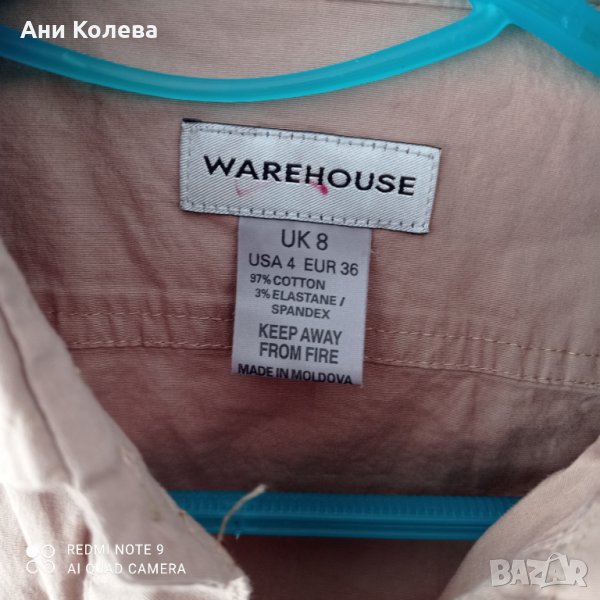 Ани Колева
WAREHOUSE
UK 8
USA 4 EUR 36
97% COTTON
3% ELASTANE /
SPANDEX
KEEP AWAY
FROM FIRE
MADE IN MOLDOVA
REDMI NOTE 9
AI QUAD CAMERA
BAZAR